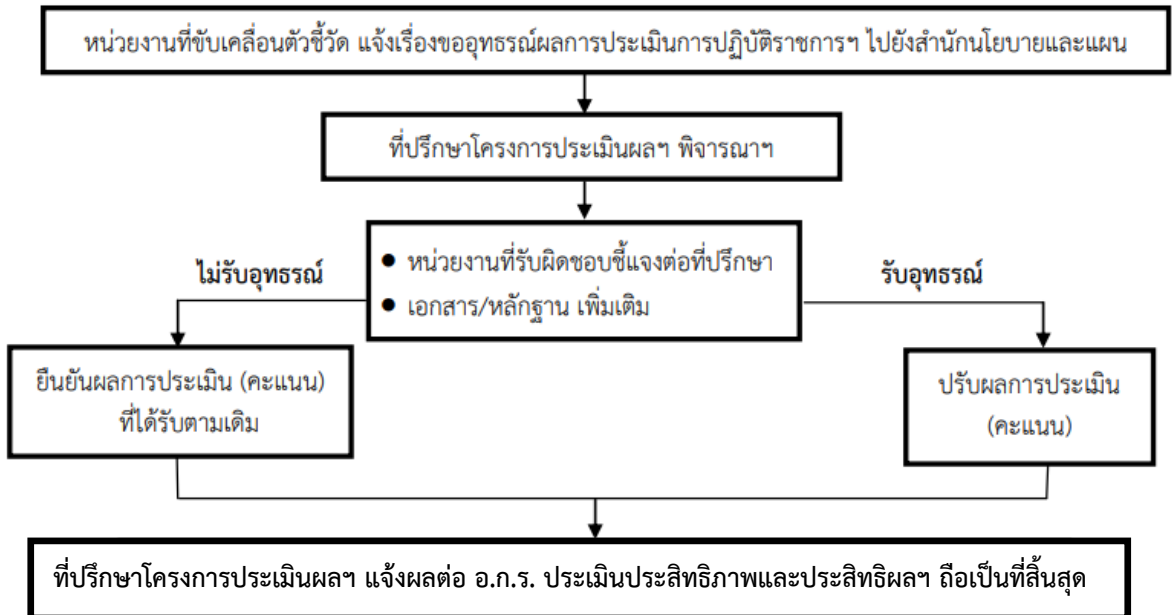 หน่วยงานที่ขับเคลื่อนตัวชี้วัด แจ้งเรื่องขออุทธรณ์ผลการประเมินการปฏิบัติราชการฯ ไปยังสำนักนโยบายและแผน
ที่ปรึกษาโครงการประเมินผลฯ พิจารณาฯ
● หน่วยงานที่รับผิดชอบชี้แจงต่อที่ปรึกษา
● เอกสาร/หลักฐาน เพิ่มเติม
ไม่รับอุทธรณ์
รับอุทธรณ์
ยืนยันผลการประเมิน (คะแนน)
ที่ได้รับตามเดิม
ปรับผลการประเมิน
(คะแนน)
ที่ปรึกษาโครงการประเมินผลฯ แจ้งผลต่อ อ.ก.ร. ประเมินประสิทธิภาพและประสิทธิผลฯ ถือเป็นที่สิ้นสุด